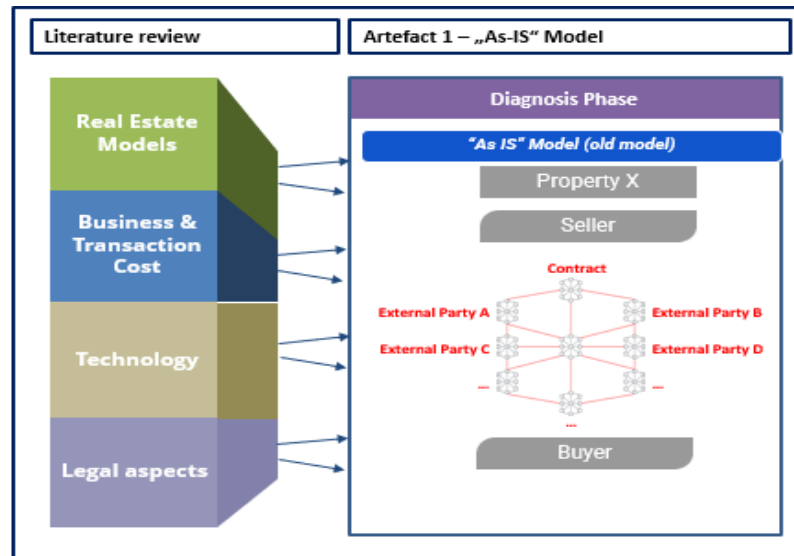 Literature review
Artefact 1 – „As-IS“ Model
Real Estate
Models
Business &
Transaction
Cost
Technology
Legal aspects
Diagnosis Phase
"As IS" Model (old model)
Property X
Seller
Contract
External Party A
External Party B
External Party C
External Party D
...
...
...
Buyer